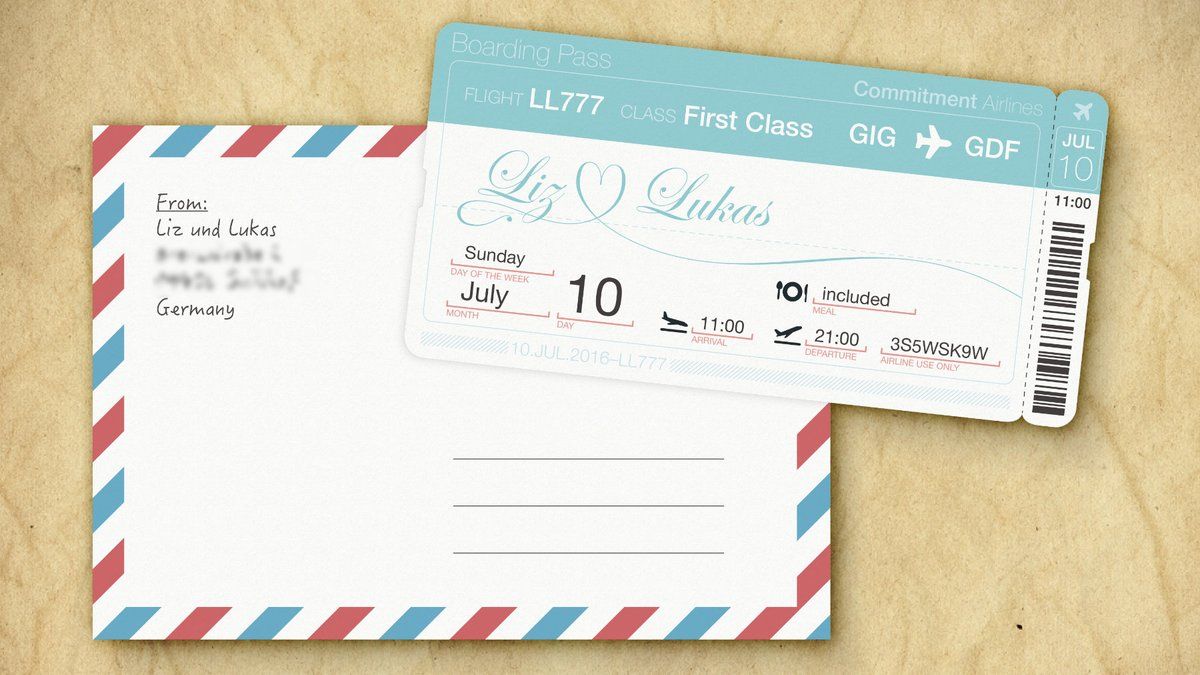 Boarding Pass
Commitment Airlines
FLIGHT LL777 CLASS First Class GIG GDF
Liz Lukas
Sunday
DAY OF THE WEEK
July
MONTH
10
DAY
11:00
ARRIVAL
included
MEAL
21:00
DEPARTURE
3S5WSK9W
AIRLINE USE ONLY
10.JUL.2016–LL777
JUL
10
11:00
From:
Liz und Lukas
Germany